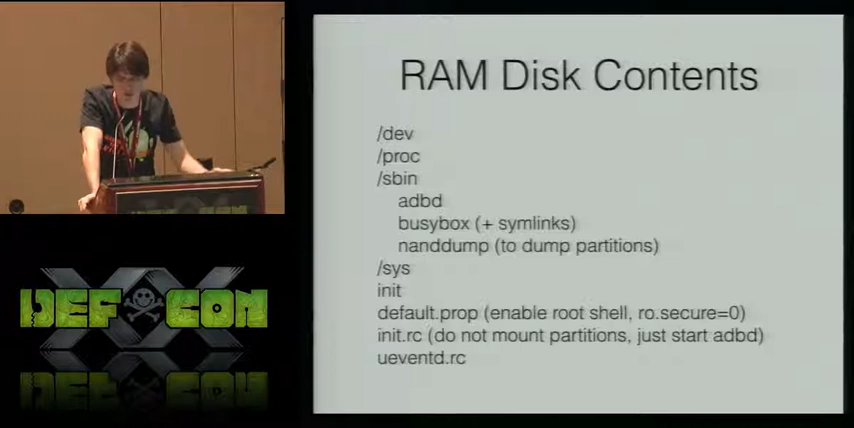 RAM Disk Contents
/dev
/proc
/sbin
adbd
busybox (+ symlinks)
nanddump (to dump partitions)
/sys
init
default.prop (enable root shell, ro.secure=0)
init.rc (do not mount partitions, just start adbd)
ueventd.rc
DEF CON
XX